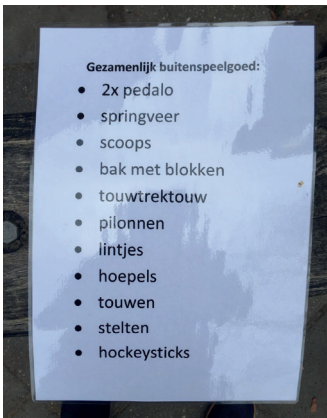 Gezamenlijk buitenspeelgoed:
• 2x pedalo
• springveer
• scoops
• bak met blokken
• touwtrektouw
• pilonnen
• lintjes
• hoepels
• touwen
• stelten
• hockeysticks